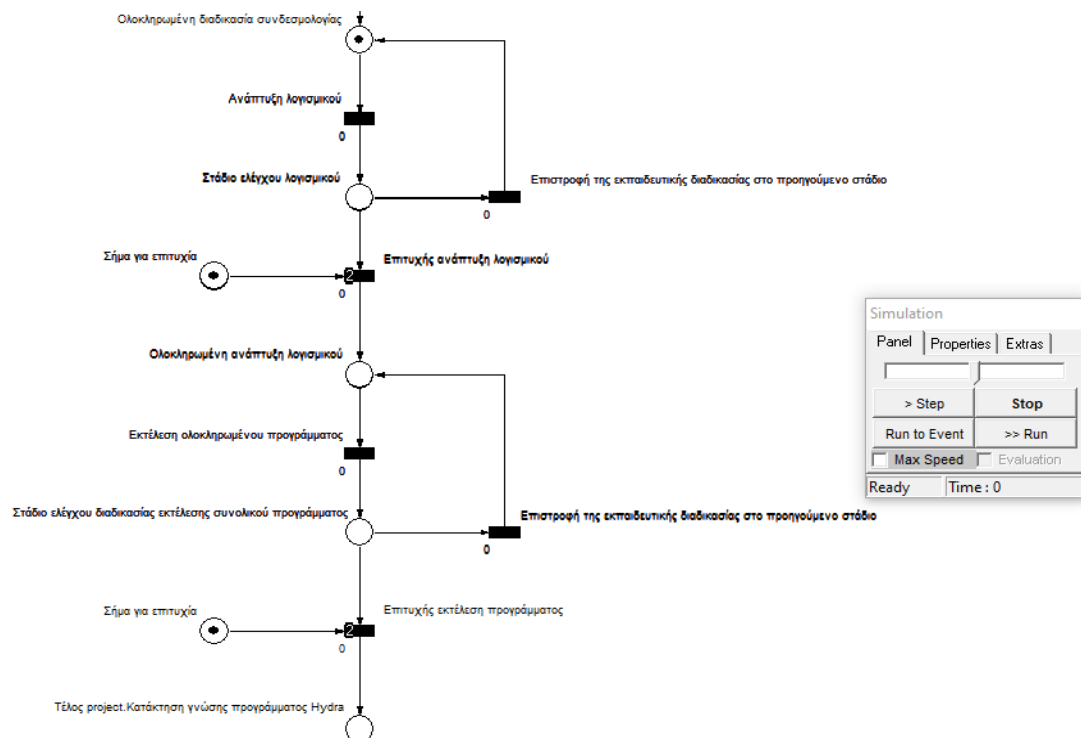 Ολοκληρωμένη διαδικασία συνδεσμολογίας
Ανάπτυξη λογισμικού
0
Στάδιο ελέγχου λογισμικού
Επιστροφή της εκπαιδευτικής διαδικασίας στο προηγούμενο στάδιο
0
Σήμα για επιτυχία
Επιτυχής ανάπτυξη λογισμικού
2
0
Simulation
Panel Properties Extras
> Step Stop
Run to Event >> Run
Max Speed Evaluation
Ready Time : 0
Ολοκληρωμένη ανάπτυξη λογισμικού
Εκτέλεση ολοκληρωμένου προγράμματος
0
Στάδιο ελέγχου διαδικασίας εκτέλεσης συνολικού προγράμματος
Επιστροφή της εκπαιδευτικής διαδικασίας στο προηγούμενο στάδιο
0
Σήμα για επιτυχία
Επιτυχής εκτέλεση προγράμματος
2
0
Τέλος project.Κατάκτηση γνώσης προγράμματος Hydra